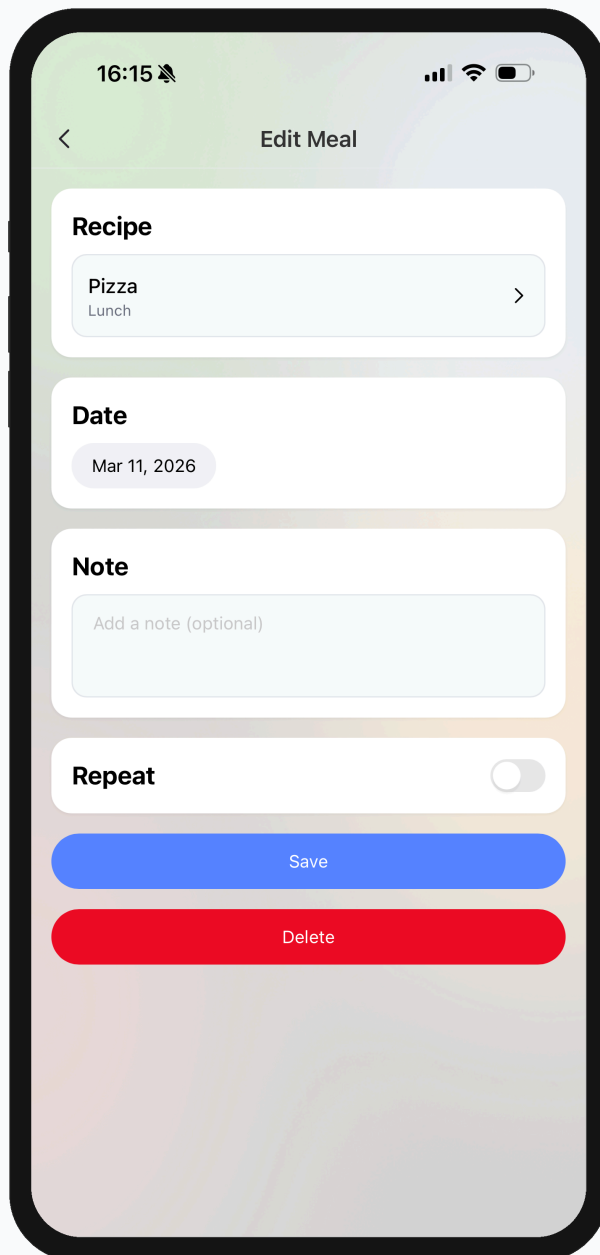 16:15
Edit Meal
Recipe
Pizza
Lunch
Date
Mar 11, 2026
Note
Add a note (optional)
Repeat
Save
Delete